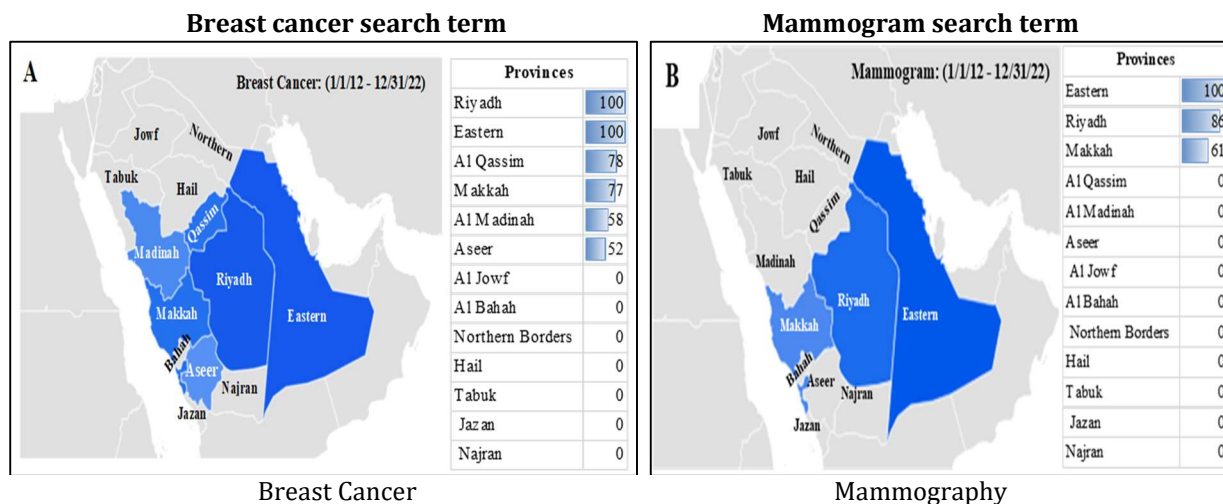 Breast cancer search term
Mammogram search term
A
Breast Cancer: (1/1/12 - 12/31/22)
Jowf
Northern
Tabuk
Hail
Qassim
Madinah
Riyadh
Makkah
Eastern
Bahah
Aseer
Najran
Jazan
Provinces
Riyadh 100
Eastern 100
Al Qassim 78
Makkah 77
Al Madinah 58
Aseer 52
Al Jowf 0
Al Bahah 0
Northern Borders 0
Hail 0
Tabuk 0
Jazan 0
Najran 0
B
Mammogram: (1/1/12 - 12/31/22)
Jowf
Northern
Tabuk
Hail
Qassim
Madinah
Riyadh
Makkah
Eastern
Bahah
Aseer
Najran
Jazan
Provinces
Eastern 100
Riyadh 86
Makkah 61
Al Qassim 0
Al Madinah 0
Aseer 0
Al Jowf 0
Al Bahah 0
Northern Borders 0
Hail 0
Tabuk 0
Jazan 0
Najran 0
Breast Cancer
Mammography